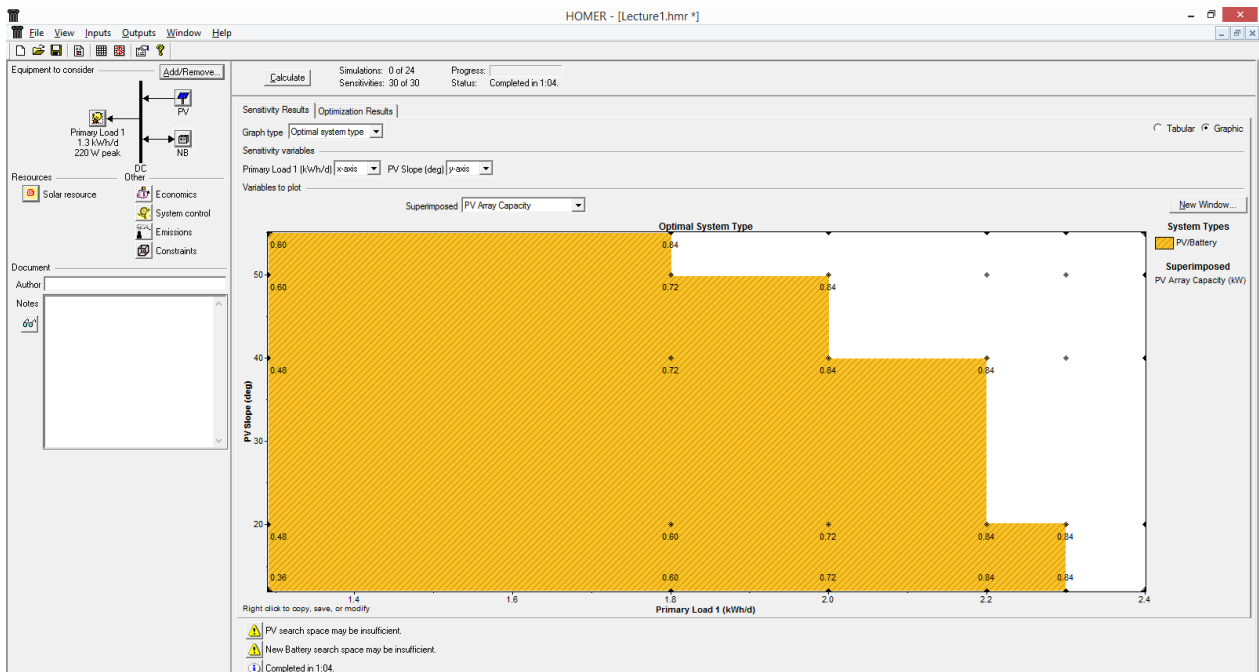 HOMER - [Lecture1.hmr *]
File View Inputs Outputs Window Help
Equipment to consider
Add/Remove...
PV
Primary Load 1
1.3 kWh/d
220 W peak
NB
DC
Resources
Other
Solar resource
Economics
System control
Emissions
Constraints
Document
Author
Notes
Calculate
Simulations: 0 of 24
Progress:
Sensitivities: 30 of 30
Status: Completed in 1:04.
Sensitivity Results
Optimization Results
Graph type
Optimal system type
Tabular
Graphic
Sensitivity variables
Primary Load 1 (kWh/d)
x-axis
PV Slope (deg)
y-axis
Variables to plot
Superimposed
PV Array Capacity
New Window...
Optimal System Type
System Types
PV/Battery
Superimposed
PV Array Capacity (kW)
PV Slope (deg)
0.60 0.84
50
0.60 0.72 0.84
40
0.48 0.72 0.84 0.84
30
20
0.48 0.60 0.72 0.84 0.84
0.36 0.60 0.72 0.84 0.84
1.4 1.6 1.8 2.0 2.2 2.4
Right click to copy, save, or modify
Primary Load 1 (kWh/d)
PV search space may be insufficient.
New Battery search space may be insufficient.
Completed in 1:04.